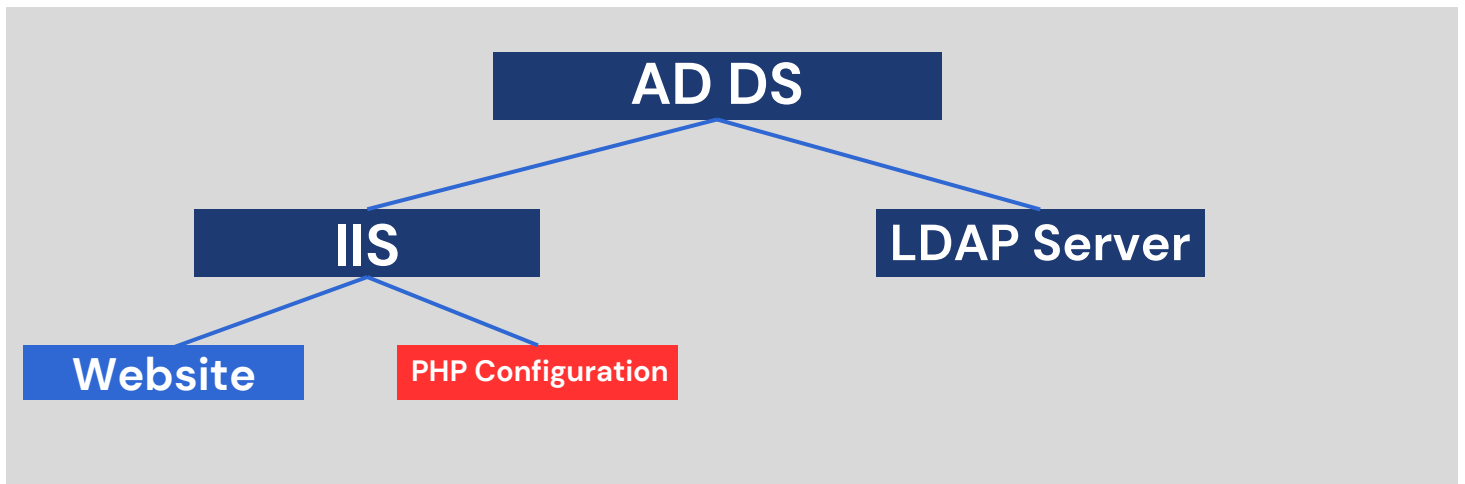 AD DS
IIS
LDAP Server
Website
PHP Configuration